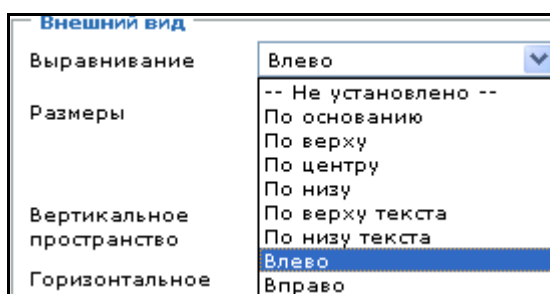 Внешний вид
Выравнивание
Влево
-- Не установлено --
Размеры
По основанию
По верху
По центру
По низу
Вертикальное
пространство
По верху текста
По низу текста
Влево
Горизонтальное
Вправо